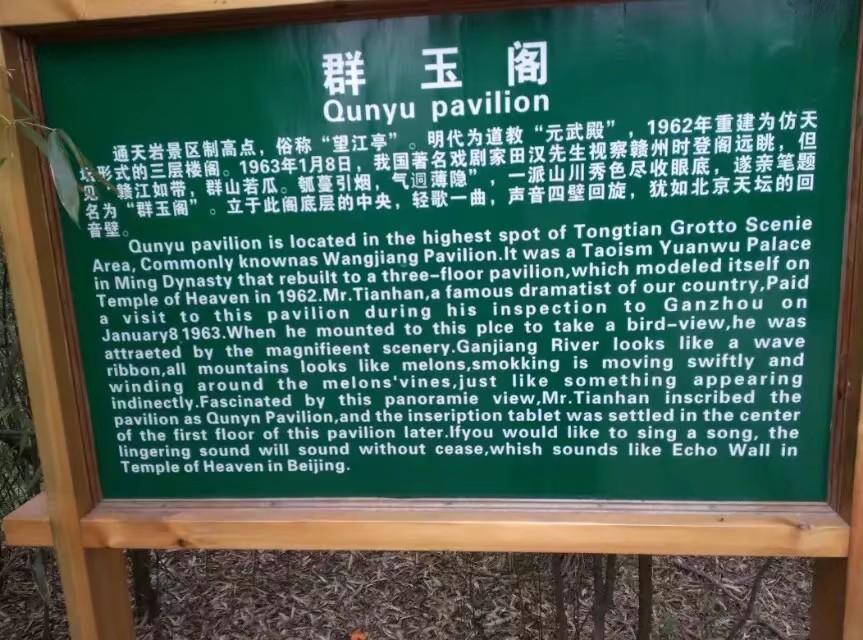 群玉阁
Qunyu pavilion
通天岩景区制高点，俗称“望江亭”。明代为道教“元武殿”，1962年重建为仿天
形式的三层楼阁。1963年1月8日，我国著名戏剧家田汉先生视察赣州时登阁远眺，但
见“赣江如带，群山若瓜。瓠蔓引烟，气迥薄隐”，一派山川秀色尽收眼底，遂亲笔题
名为“群玉阁”。立于此阁底层的中央，轻歌一曲，声音四壁回旋，犹如北京天坛的回
音壁。
Qunyu pavilion is located in the highest spot of Tongtian Grotto Scenie
Area, Commonly knownas Wangjiang Pavilion.It was a Taoism Yuanwu Palace
in Ming Dynasty that rebuilt to a three-floor pavilion,which modeled itself on
Temple of Heaven in 1962.Mr.Tianhan,a famous dramatist of our country,Paid
a visit to this pavilion during his inspection to Ganzhou on
January8 1963.When he mounted to this plce to take a bird-view,he was
attraeted by the magnifieent scenery.Ganjiang River looks like a wave
ribbon,all mountains looks like melons,smokking is moving swiftly and
winding around the melons'vines,just like something appearing
indinectly.Fascinated by this panoramie view,Mr.Tianhan inscribed the
pavilion as Qunyn Pavilion,and the inseription tablet was settled in the center
of the first floor of this pavilion later.Ifyou would like to sing a song, the
lingering sound will sound without cease,whish sounds like Echo Wall in
Temple of Heaven in Beijing.